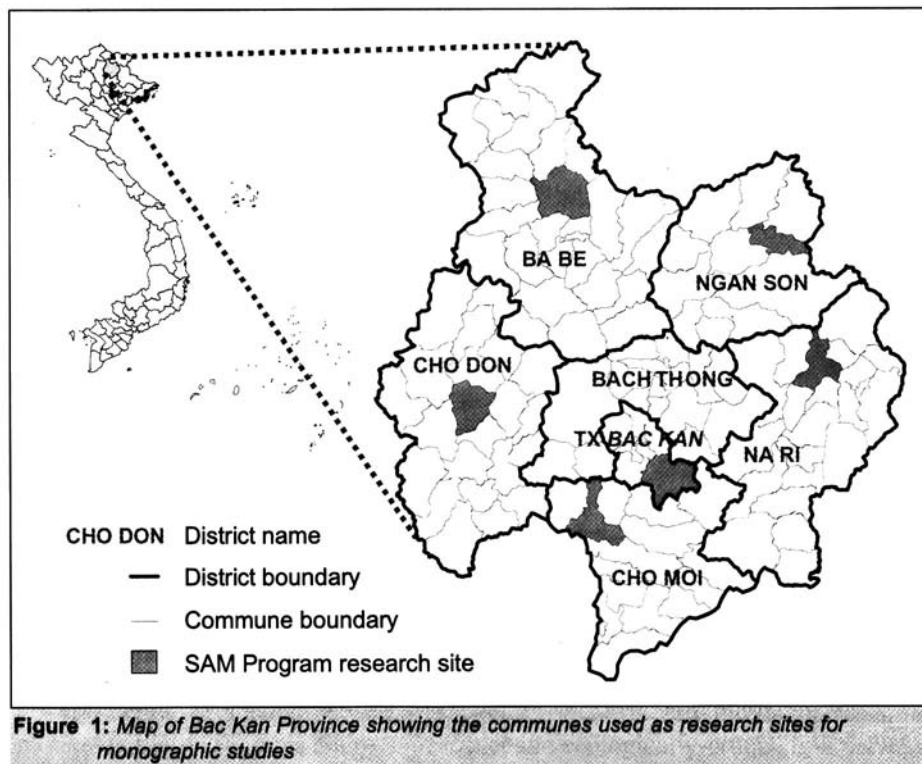 BA BE
NGAN SON
CHO DON
BACH THONG
TX BAC KAN
NA RI
CHO MOI
CHO DON District name
District boundary
Commune boundary
SAM Program research site
Figure 1: Map of Bac Kan Province showing the communes used as research sites for
monographic studies